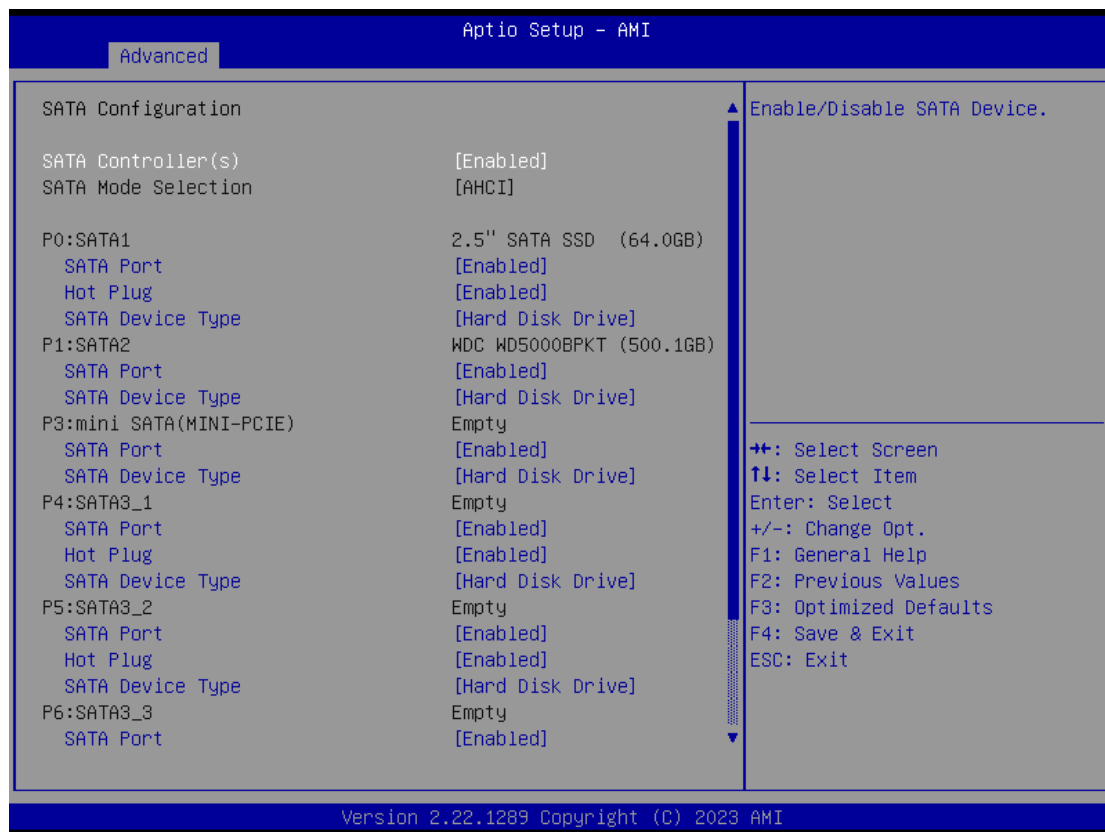 Aptio Setup – AMI
Advanced
SATA Configuration
SATA Controller(s) [Enabled]
SATA Mode Selection [AHCI]
P0:SATA1 2.5" SATA SSD (64.0GB)
SATA Port [Enabled]
Hot Plug [Enabled]
SATA Device Type [Hard Disk Drive]
P1:SATA2 WDC WD5000BPKT (500.1GB)
SATA Port [Enabled]
SATA Device Type [Hard Disk Drive]
P3:mini SATA(MINI-PCIE) Empty
SATA Port [Enabled]
SATA Device Type [Hard Disk Drive]
P4:SATA3_1 Empty
SATA Port [Enabled]
Hot Plug [Enabled]
SATA Device Type [Hard Disk Drive]
P5:SATA3_2 Empty
SATA Port [Enabled]
Hot Plug [Enabled]
SATA Device Type [Hard Disk Drive]
P6:SATA3_3 Empty
SATA Port [Enabled]
Enable/Disable SATA Device.
→←: Select Screen
↑↓: Select Item
Enter: Select
+/-: Change Opt.
F1: General Help
F2: Previous Values
F3: Optimized Defaults
F4: Save & Exit
ESC: Exit
Version 2.22.1289 Copyright (C) 2023 AMI